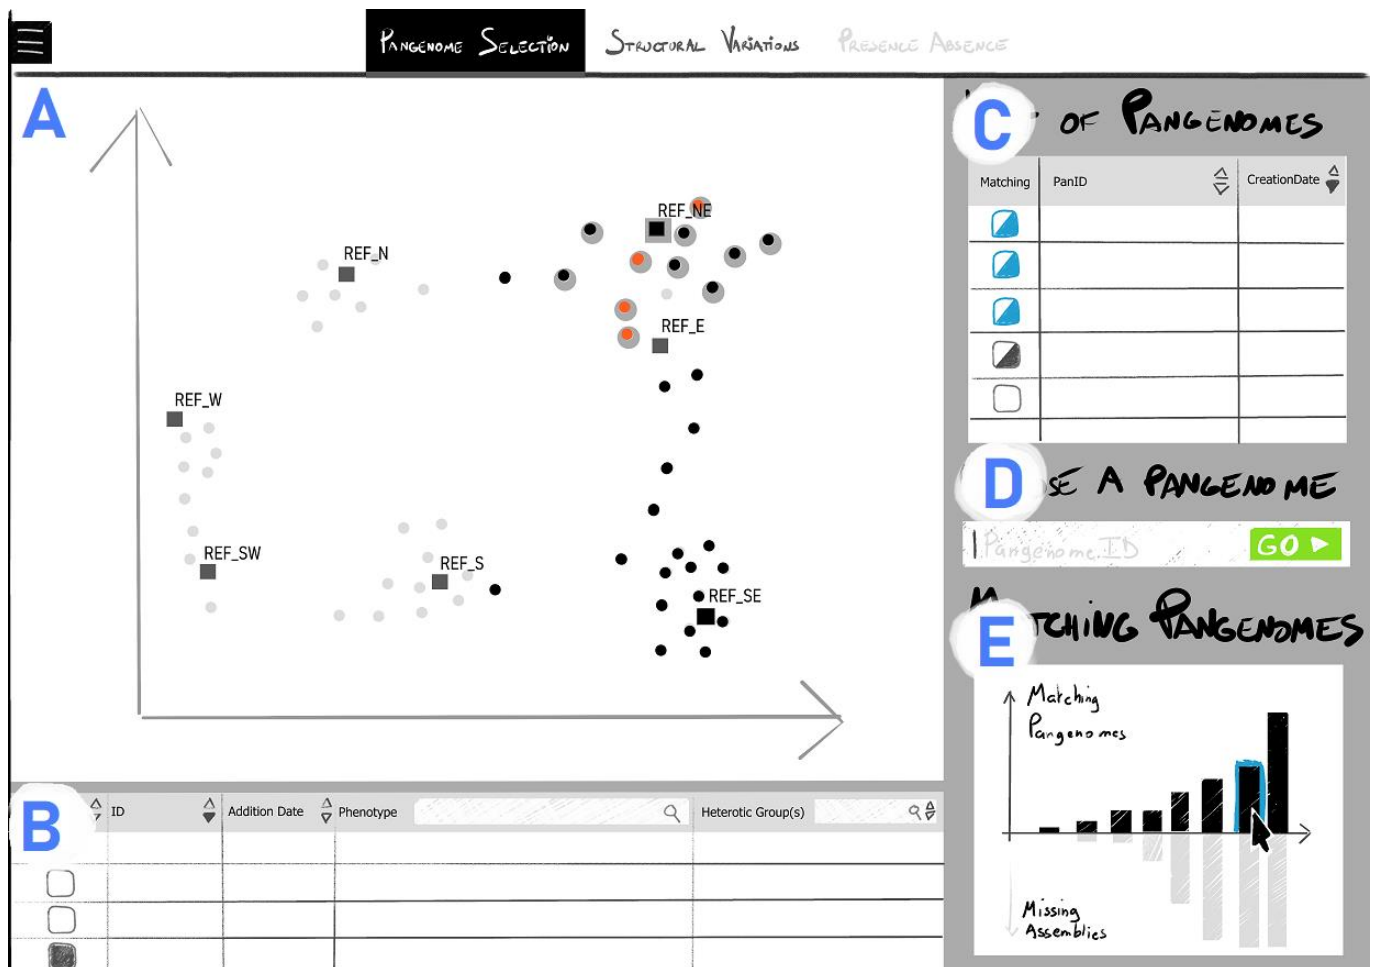 PANGENOME SELECTION
STRUCTURAL VARIATIONS
PRESENCE ABSENCE
A
REF_NE
REF_N
REF_E
REF_W
REF_SW
REF_S
REF_SE
B
ID
Addition Date
Phenotype
Heterotic Group(s)
C
OF PANGENOMES
Matching
PanID
CreationDate
D
SE A PANGENOME
Pangenome.ID
GO
E
TCHING PANGENOMES
Matching
Pangenomes
Missing
Assemblies